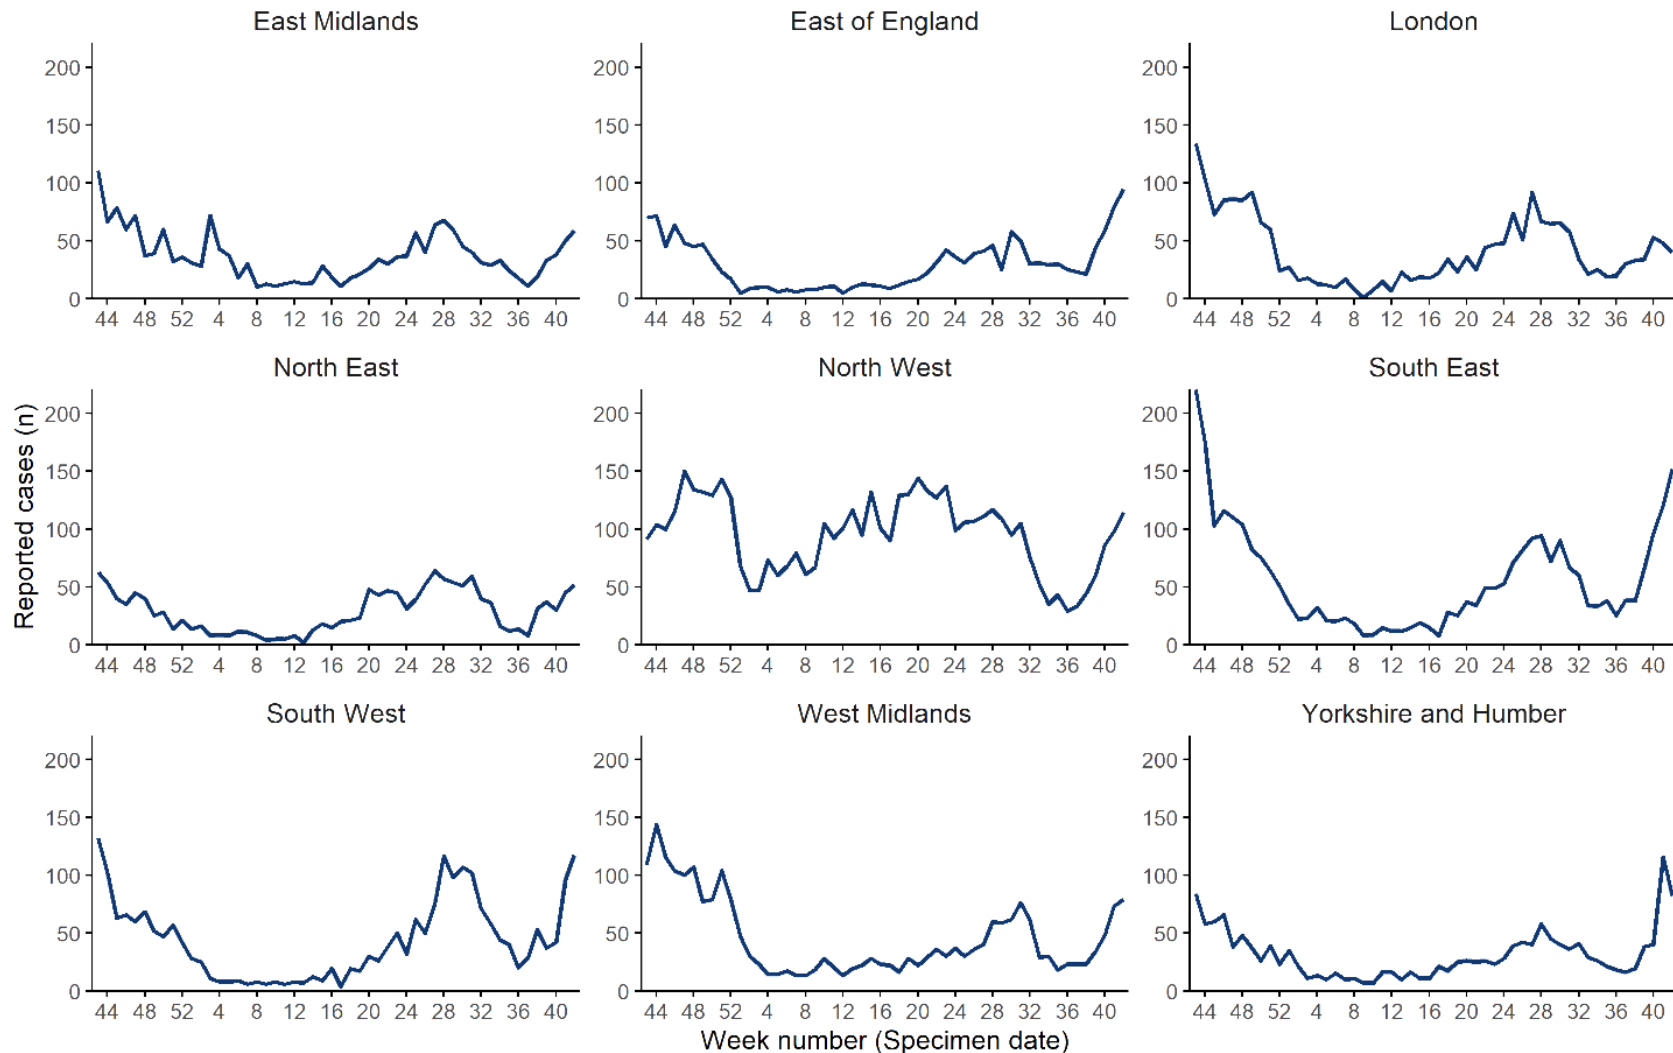 East Midlands East of England London
200 200 200
150 150 150
100 100 100
50 50 50
0 0 0
44 48 52 4 8 12 16 20 24 28 32 36 40 44 48 52 4 8 12 16 20 24 28 32 36 40 44 48 52 4 8 12 16 20 24 28 32 36 40
North East North West South East
Reported cases (n)
200 200 200
150 150 150
100 100 100
50 50 50
0 0 0
44 48 52 4 8 12 16 20 24 28 32 36 40 44 48 52 4 8 12 16 20 24 28 32 36 40 44 48 52 4 8 12 16 20 24 28 32 36 40
South West West Midlands Yorkshire and Humber
200 200 200
150 150 150
100 100 100
50 50 50
0 0 0
44 48 52 4 8 12 16 20 24 28 32 36 40 44 48 52 4 8 12 16 20 24 28 32 36 40 44 48 52 4 8 12 16 20 24 28 32 36 40
Week number (Specimen date)